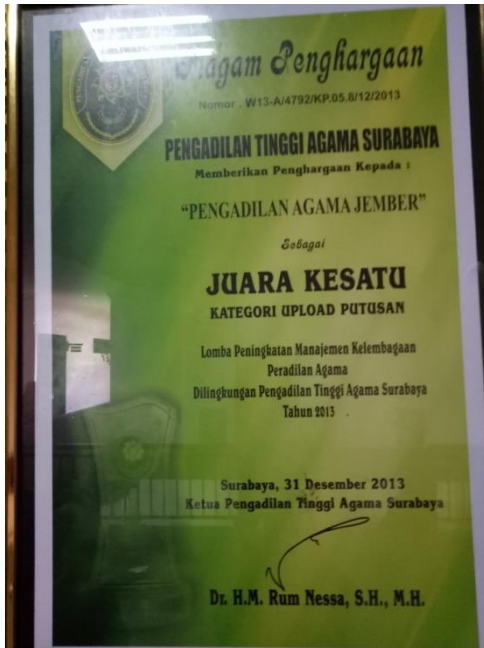 Piagam Penghargaan
Nomor . W13-A/4792/KP.05.8/12/2013
PENGADILAN TINGGI AGAMA SURABAYA
Memberikan Penghargaan Kepada :
“PENGADILAN AGAMA JEMBER”
Sebagai
JUARA KESATU
KATEGORI UPLOAD PUTUSAN
Lomba Peningkatan Manajemen Kelembagaan
Peradilan Agama
Dilingkungan Pengadilan Tinggi Agama Surabaya
Tahun 2013
Surabaya, 31 Desember 2013
Ketua Pengadilan Tinggi Agama Surabaya
Dr. H.M. Rum Nessa, S.H., M.H.